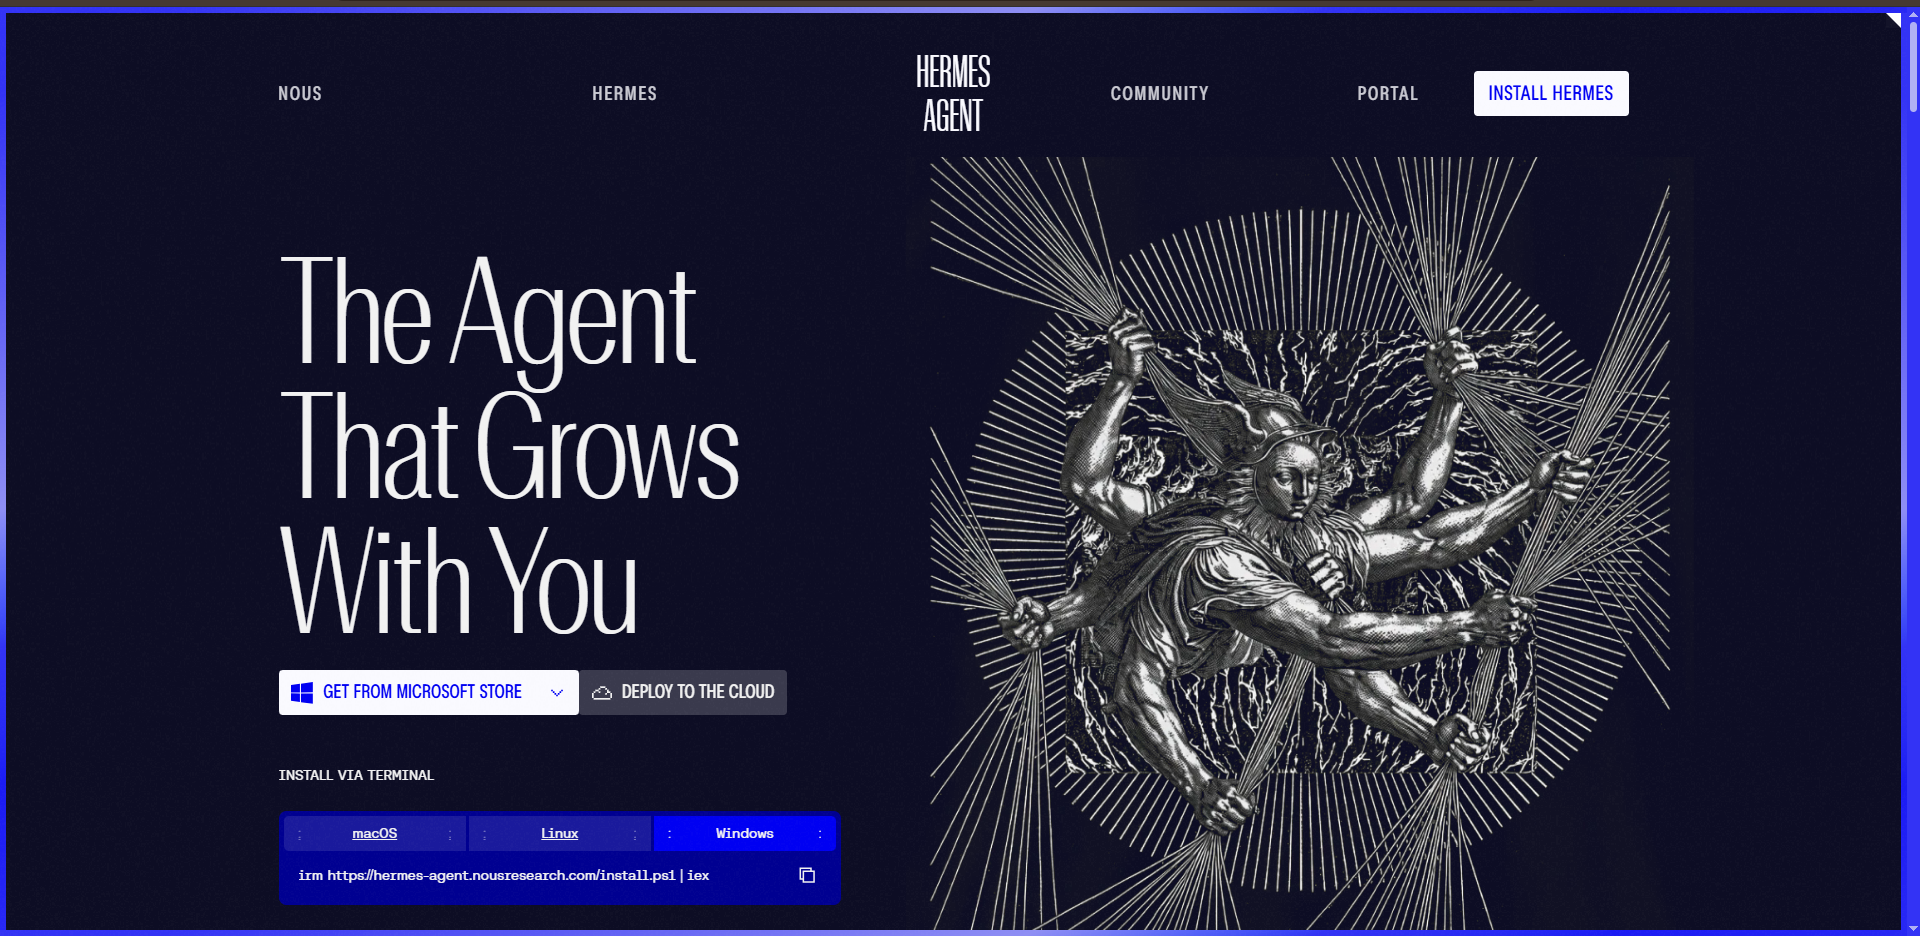 NOUS
HERMES
HERMES
AGENT
COMMUNITY
PORTAL
INSTALL HERMES
The Agent
That Grows
With You
GET FROM MICROSOFT STORE
DEPLOY TO THE CLOUD
INSTALL VIA TERMINAL
: macOS :
: Linux :
: Windows :
irm https://hermes-agent.nousresearch.com/install.ps1 | iex